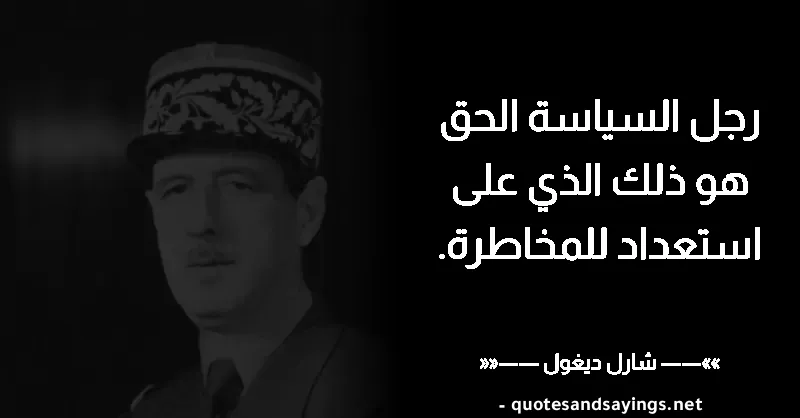 رجل السياسة الحق
هو ذلك الذي على
استعداد للمخاطرة.
»—— شارل ديغول ——««
- quotesandsayings.net